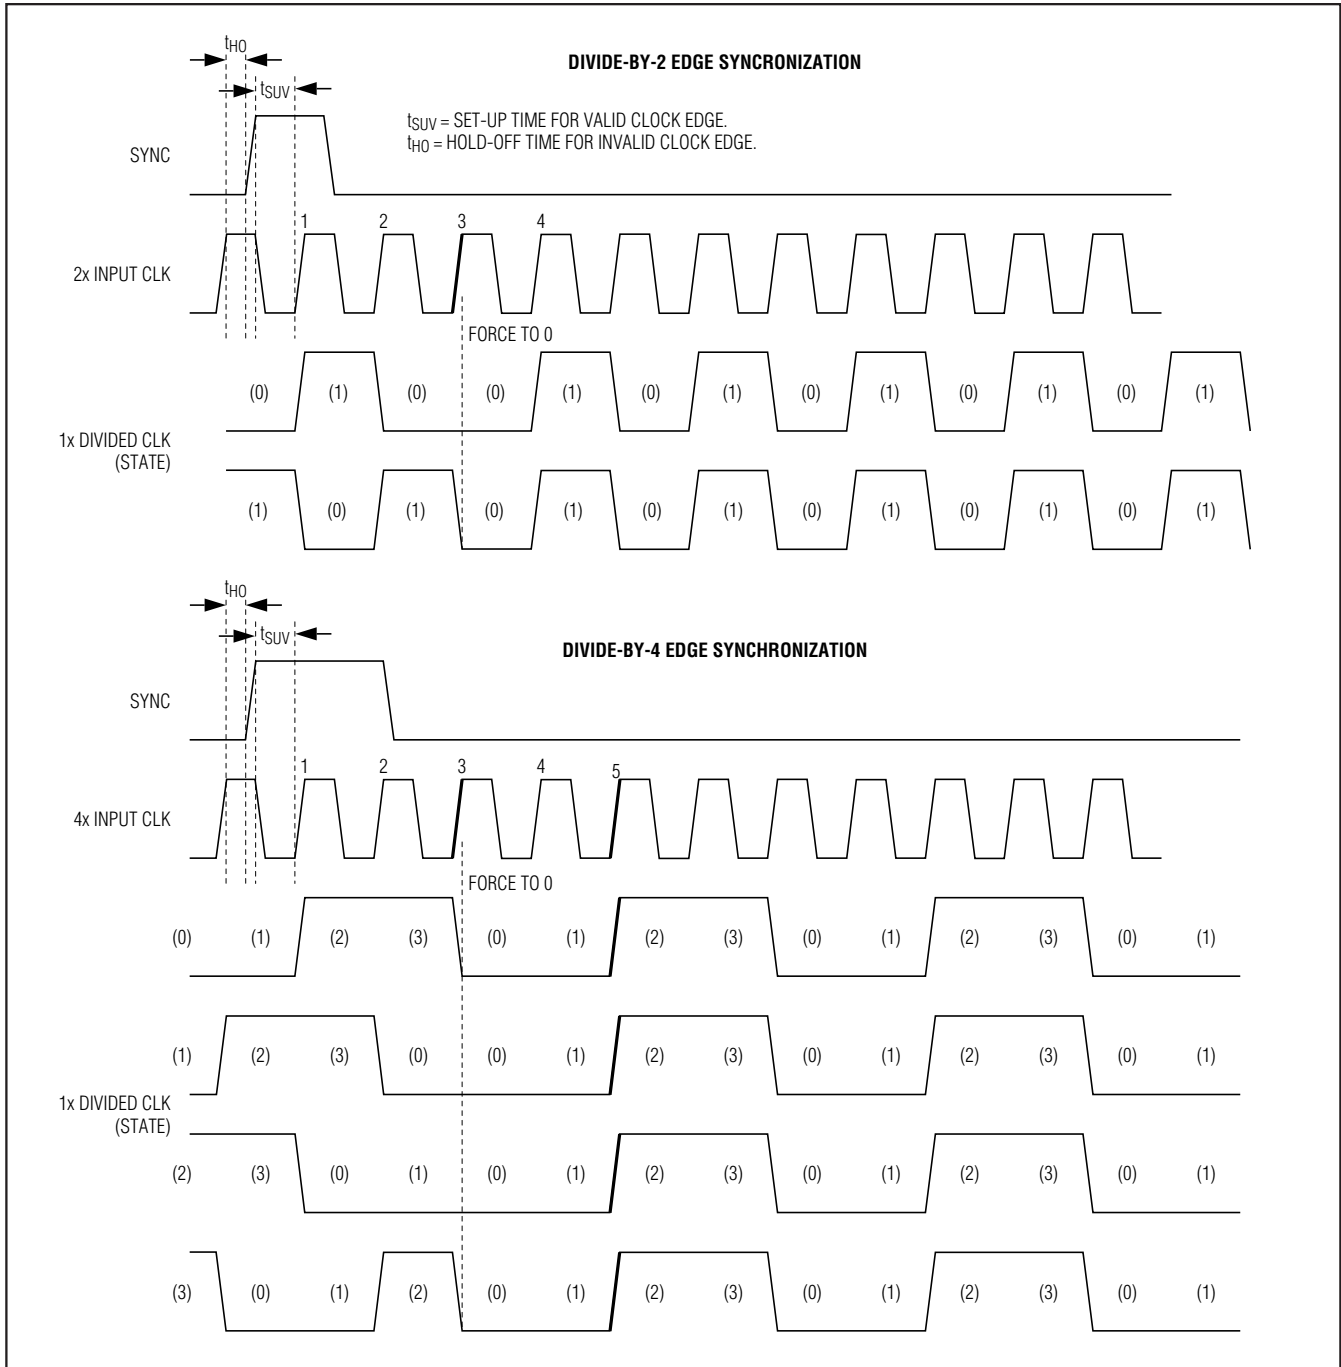 tHO
DIVIDE-BY-2 EDGE SYNCRONIZATION
tSUV
tSUV = SET-UP TIME FOR VALID CLOCK EDGE.
tHO = HOLD-OFF TIME FOR INVALID CLOCK EDGE.
SYNC
1 2 3 4
2x INPUT CLK
FORCE TO 0
(0) (1) (0) (0) (1) (0) (1) (0) (1) (0) (1) (0) (1)
1x DIVIDED CLK
(STATE)
(1) (0) (1) (0) (1) (0) (1) (0) (1) (0) (1) (0) (1)
tHO
tSUV
DIVIDE-BY-4 EDGE SYNCHRONIZATION
SYNC
1 2 3 4 5
4x INPUT CLK
FORCE TO 0
(0) (1) (2) (3) (0) (1) (2) (3) (0) (1) (2) (3) (0) (1)
(1) (2) (3) (0) (0) (1) (2) (3) (0) (1) (2) (3) (0) (1)
1x DIVIDED CLK
(STATE)
(2) (3) (0) (1) (0) (1) (2) (3) (0) (1) (2) (3) (0) (1)
(3) (0) (1) (2) (0) (1) (2) (3) (0) (1) (2) (3) (0) (1)